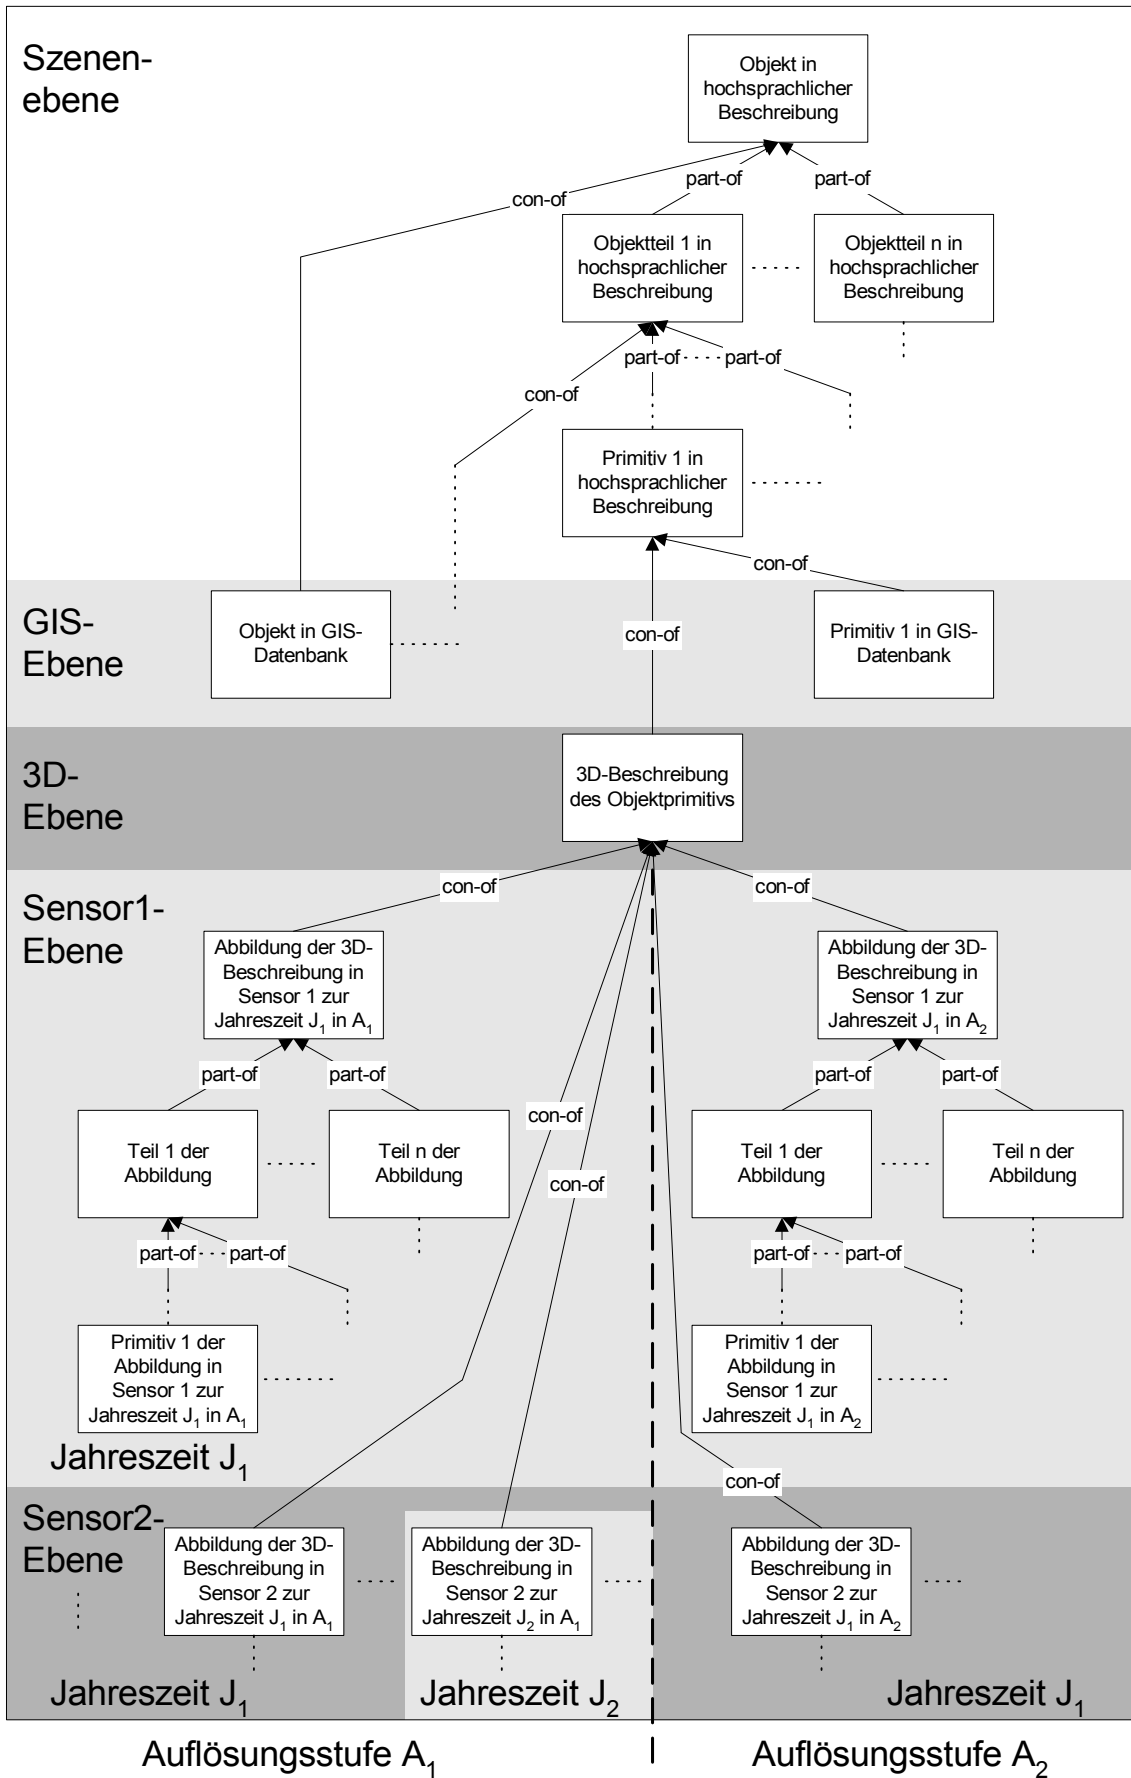 Szenen-
ebene
Objekt in
hochsprachlicher
Beschreibung
con-of
part-of
part-of
Objektteil 1 in
hochsprachlicher
Beschreibung
Objektteil n in
hochsprachlicher
Beschreibung
con-of
part-of
part-of
Primitiv 1 in
hochsprachlicher
Beschreibung
con-of
GIS-
Ebene
Objekt in GIS-
Datenbank
con-of
Primitiv 1 in GIS-
Datenbank
3D-
Ebene
3D-Beschreibung
des Objektprimitivs
Sensor1-
Ebene
con-of
con-of
Abbildung der 3D-
Beschreibung in
Sensor 1 zur
Jahreszeit J₁ in A₁
Abbildung der 3D-
Beschreibung in
Sensor 1 zur
Jahreszeit J₁ in A₂
part-of
part-of
part-of
part-of
con-of
Teil 1 der
Abbildung
Teil n der
Abbildung
con-of
Teil 1 der
Abbildung
Teil n der
Abbildung
part-of
part-of
part-of
part-of
Primitiv 1 der
Abbildung in
Sensor 1 zur
Jahreszeit J₁ in A₁
Primitiv 1 der
Abbildung in
Sensor 1 zur
Jahreszeit J₁ in A₂
Jahreszeit J₁
con-of
Sensor2-
Ebene
Abbildung der 3D-
Beschreibung in
Sensor 2 zur
Jahreszeit J₁ in A₁
Abbildung der 3D-
Beschreibung in
Sensor 2 zur
Jahreszeit J₂ in A₁
Abbildung der 3D-
Beschreibung in
Sensor 2 zur
Jahreszeit J₁ in A₂
Jahreszeit J₁
Jahreszeit J₂
Jahreszeit J₁
Auflösungsstufe A₁
Auflösungsstufe A₂